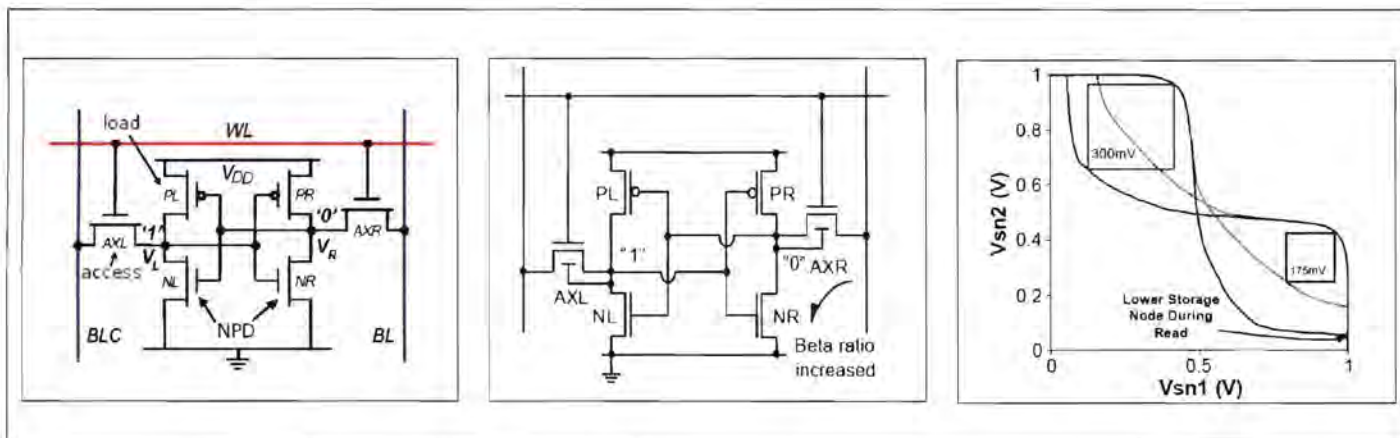 load
WL
V_DD
PL
PR
'1'
'0'
AXL
V_L
V_R
AXR
access
NL
NR
NPD
BLC
BL
PL
PR
"1"
"0" AXR
AXL
NL
NR
Beta ratio
increased
1
0.8
0.6
0.4
0.2
0
Vsn2 (V)
300mV
175mV
Lower Storage
Node During
Read
0
0.5
1
Vsn1 (V)